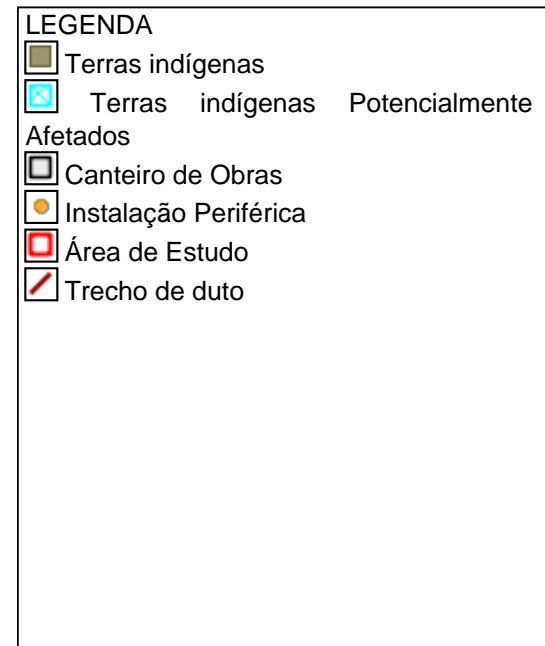 LEGENDA
Terras indígenas
Terras indígenas Potencialmente
Afetados
Canteiro de Obras
Instalação Periférica
Área de Estudo
Trecho de duto